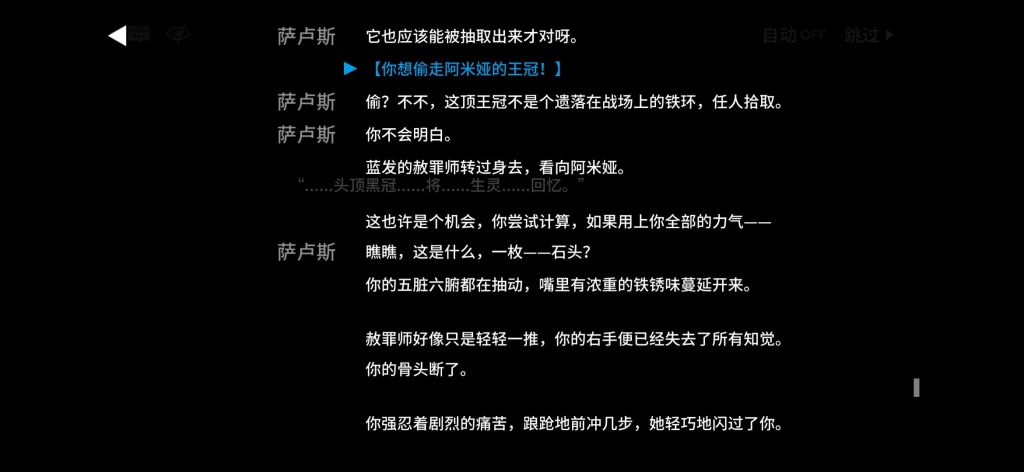 自动 OFF 跳过
萨卢斯 它也应该能被抽取出来才对呀。
【你想偷走阿米娅的王冠！】
萨卢斯 偷？不不，这顶王冠不是个遗落在战场上的铁环，任人拾取。
萨卢斯 你不会明白。
蓝发的赦罪师转过身去，看向阿米娅。
“……头顶黑冠……将……生灵……回忆。”
这也许是个机会，你尝试计算，如果用上你全部的力气——
萨卢斯 瞧瞧，这是什么，一枚——石头？
你的五脏六腑都在抽动，嘴里有浓重的铁锈味蔓延开来。
赦罪师好像只是轻轻一推，你的右手便已经失去了所有知觉。
你的骨头断了。
你强忍着剧烈的痛苦，踉跄地前冲几步，她轻巧地闪过了你。